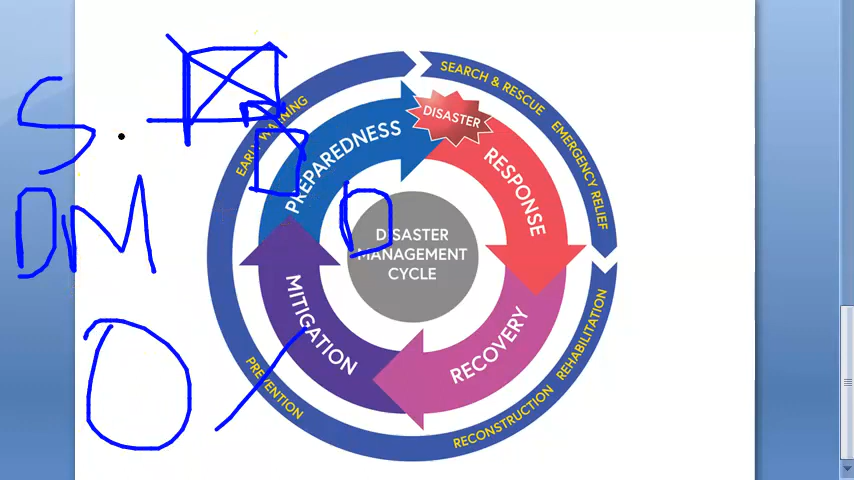 SEARCH & RESCUE
EARLY WARNING
DISASTER
PREPAREDNESS
EMERGENCY RELIEF
RESPONSE
S
DM
D
DISASTER
MANAGEMENT
CYCLE
MITIGATION
RECOVERY
REHABILITATION
PREVENTION
RECONSTRUCTION